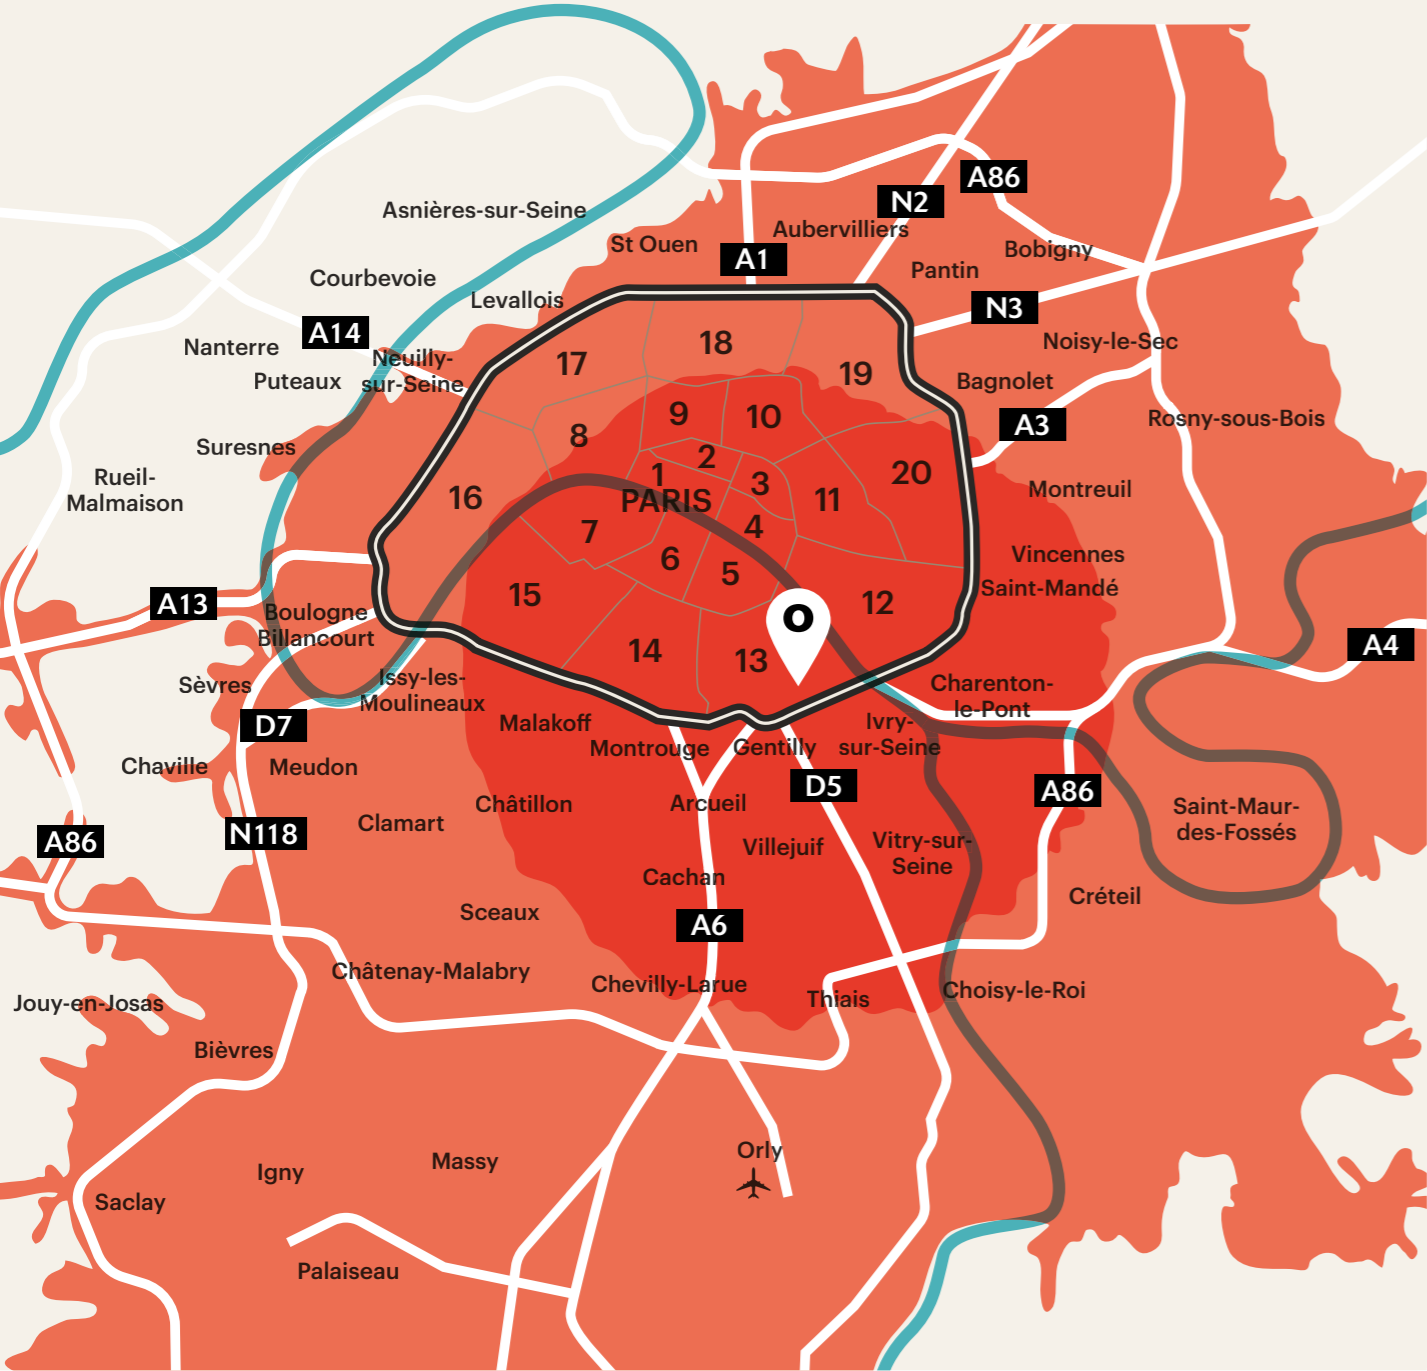 A86
N2
Asnières-sur-Seine
Aubervilliers
St Ouen
Bobigny
A1
Pantin
Courbevoie
Levallois
N3
A14
Nanterre
Neuilly-
sur-Seine
Puteaux
17
18
19
Noisy-le-Sec
Bagnolet
9
10
A3
Rosny-sous-Bois
8
Suresnes
2
1
3
20
Rueil-
Malmaison
16
PARIS
11
Montreuil
7
4
6
5
Vincennes
Saint-Mandé
15
12
A13
O
Boulogne
Billancourt
14
13
A4
Sèvres
Issy-les-
Moulineaux
Charenton-
le-Pont
D7
Malakoff
Montrouge
Gentilly
Ivry-
sur-Seine
Chaville
Meudon
D5
A86
Châtillon
Arcueil
Saint-Maur-
des-Fossés
A86
N118
Clamart
Villejuif
Vitry-sur-
Seine
Cachan
Créteil
Sceaux
A6
Châtenay-Malabry
Chevilly-Larue
Thiais
Choisy-le-Roi
Jouy-en-Josas
Bièvres
Orly
Massy
Igny
Saclay
Palaiseau